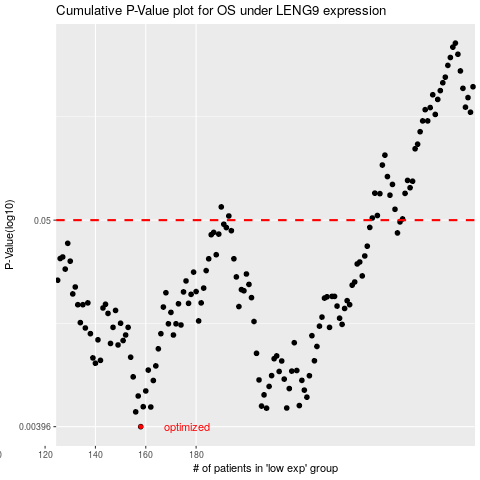 Cumulative P-Value plot for OS under LENG9 expression
P-Value(log10)
0.05
0.00396
optimized
0 120 140 160 180
# of patients in 'low exp' group